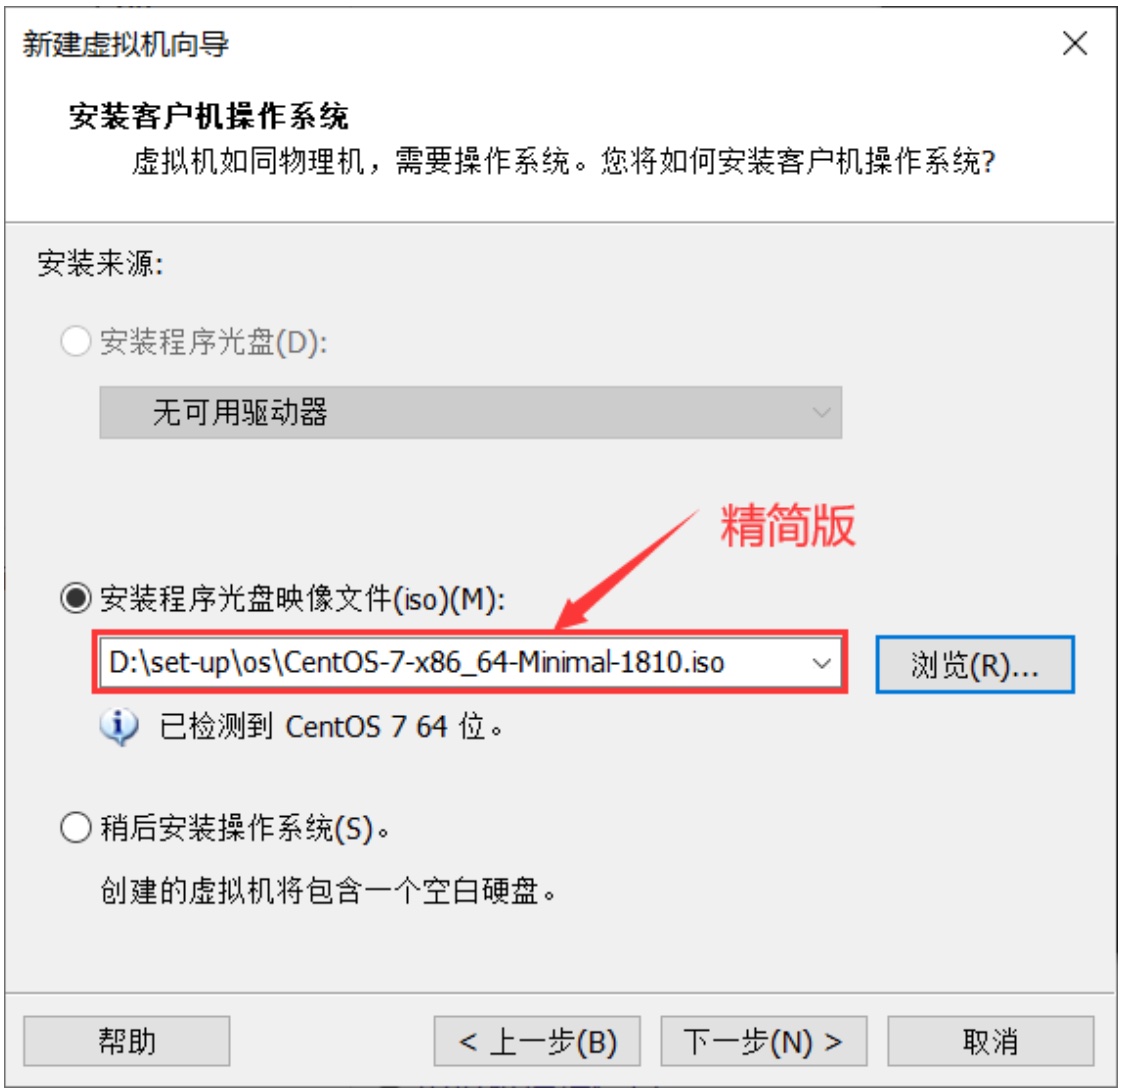 新建虚拟机向导
安装客户机操作系统
虚拟机如同物理机，需要操作系统。您将如何安装客户机操作系统?
安装来源:
安装程序光盘(D):
无可用驱动器
精简版
安装程序光盘映像文件(iso)(M):
D:\set-up\os\CentOS-7-x86_64-Minimal-1810.iso
浏览(R)...
已检测到 CentOS 7 64 位。
稍后安装操作系统(S)。
创建的虚拟机将包含一个空白硬盘。
帮助
< 上一步(B)
下一步(N) >
取消